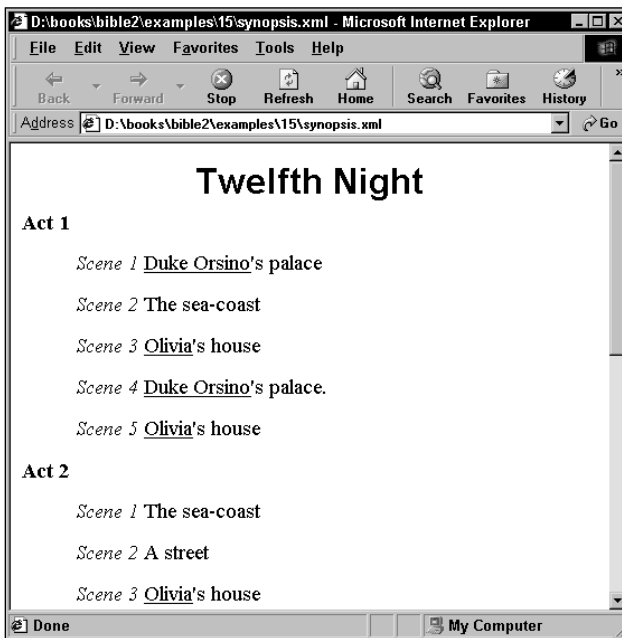 D:\books\bible2\examples\15\synopsis.xml - Microsoft Internet Explorer
File Edit View Favorites Tools Help
Back Forward Stop Refresh Home Search Favorites History »
Address D:\books\bible2\examples\15\synopsis.xml Go
Twelfth Night
Act 1
Scene 1 Duke Orsino's palace
Scene 2 The sea-coast
Scene 3 Olivia's house
Scene 4 Duke Orsino's palace.
Scene 5 Olivia's house
Act 2
Scene 1 The sea-coast
Scene 2 A street
Scene 3 Olivia's house
Done My Computer